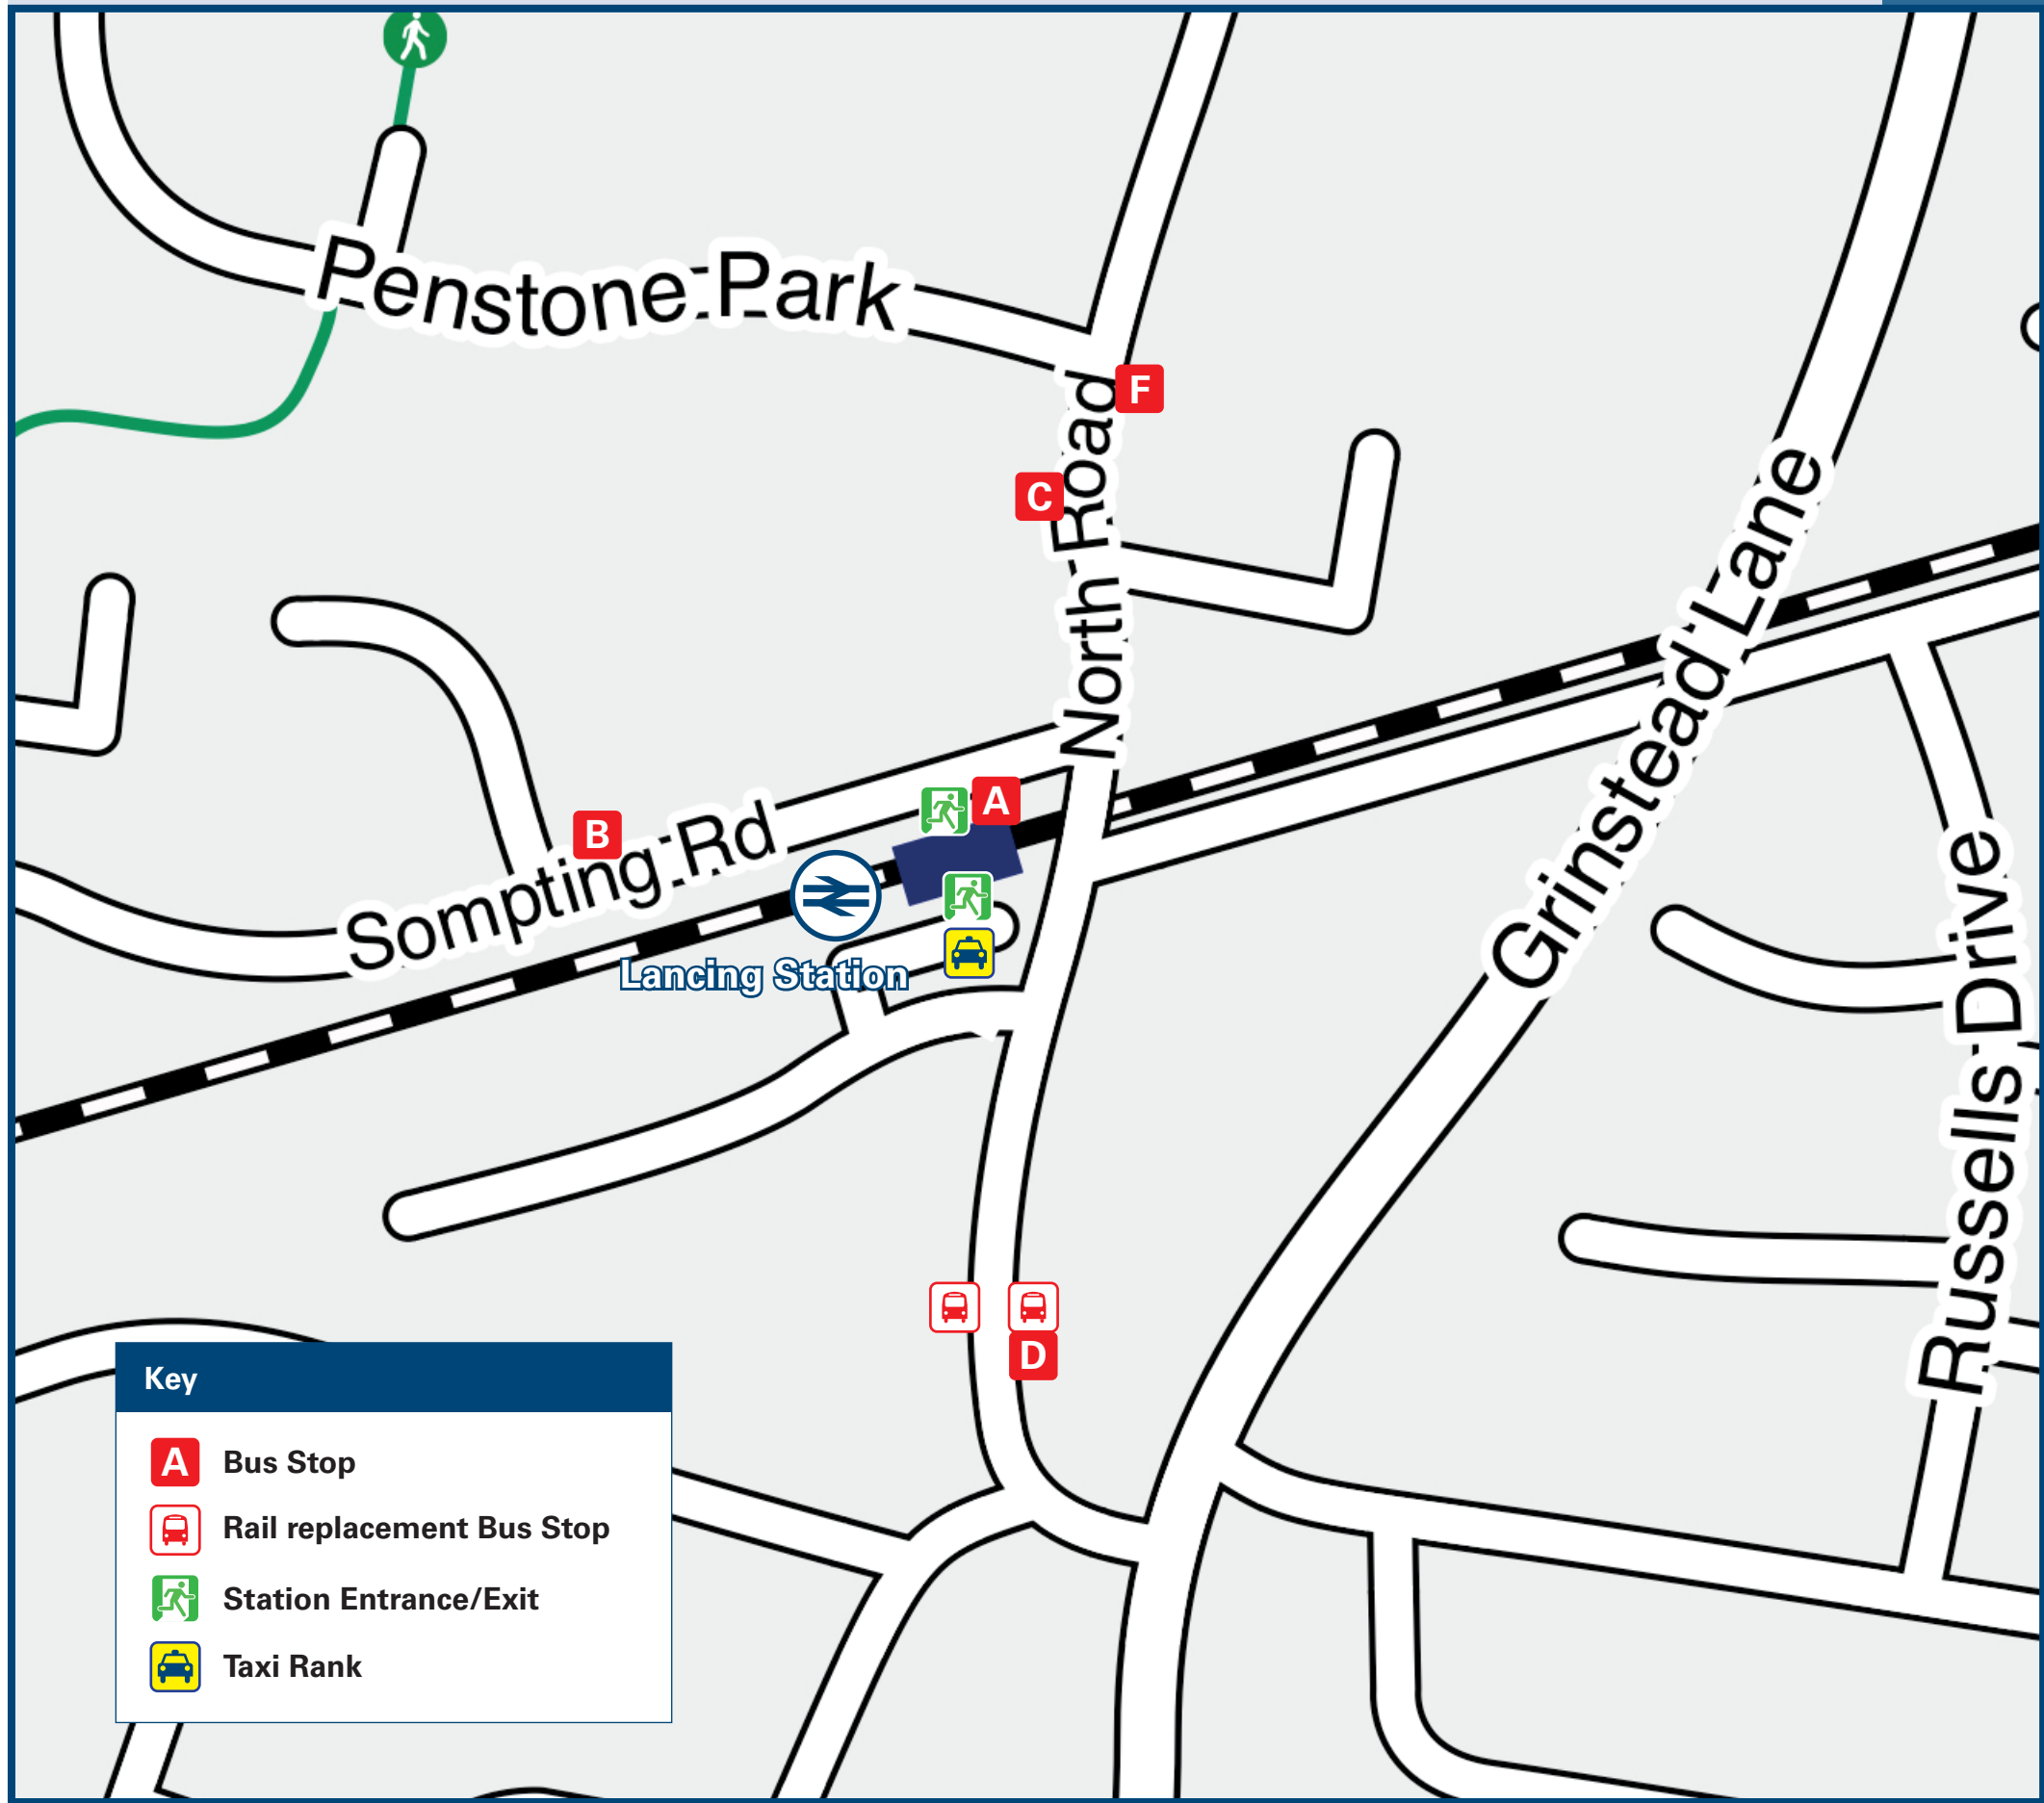 Penstone Park
F
North Road
C
Grinstead Lane
A
B
Sompting Rd
Lancing Station
Russells Drive
D
Key
A Bus Stop
Rail replacement Bus Stop
Station Entrance/Exit
Taxi Rank